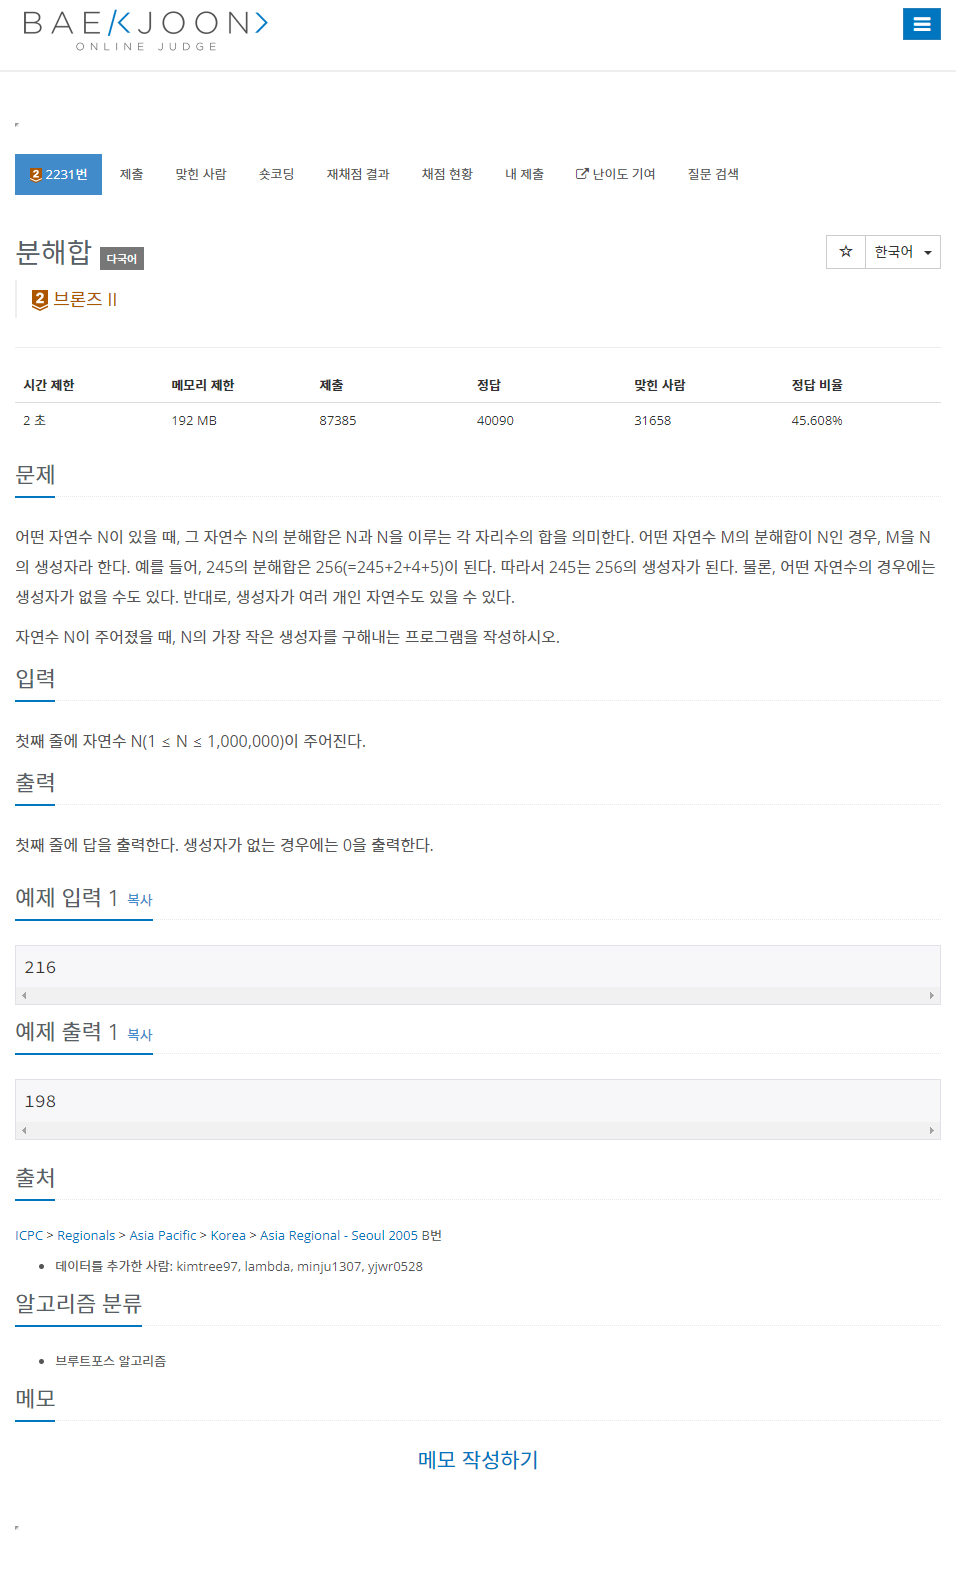 BAEKJOON
ONLINE JUDGE
2 2231번 제출 맞힌 사람 숏코딩 재채점 결과 채점 현황 내 제출 난이도 기여 질문 검색
분해합 다국어 ☆ 한국어
2 브론즈 II
시간 제한 메모리 제한 제출 정답 맞힌 사람 정답 비율
2 초 192 MB 87385 40090 31658 45.608%
문제
어떤 자연수 N이 있을 때, 그 자연수 N의 분해합은 N과 N을 이루는 각 자리수의 합을 의미한다. 어떤 자연수 M의 분해합이 N인 경우, M을 N
의 생성자라 한다. 예를 들어, 245의 분해합은 256(=245+2+4+5)이 된다. 따라서 245는 256의 생성자가 된다. 물론, 어떤 자연수의 경우에는
생성자가 없을 수도 있다. 반대로, 생성자가 여러 개인 자연수도 있을 수 있다.
자연수 N이 주어졌을 때, N의 가장 작은 생성자를 구해내는 프로그램을 작성하시오.
입력
첫째 줄에 자연수 N(1 ≤ N ≤ 1,000,000)이 주어진다.
출력
첫째 줄에 답을 출력한다. 생성자가 없는 경우에는 0을 출력한다.
예제 입력 1 복사
216
예제 출력 1 복사
198
출처
ICPC > Regionals > Asia Pacific > Korea > Asia Regional - Seoul 2005 B번
• 데이터를 추가한 사람: kimtree97, lambda, minju1307, yjwr0528
알고리즘 분류
• 브루트포스 알고리즘
메모
메모 작성하기